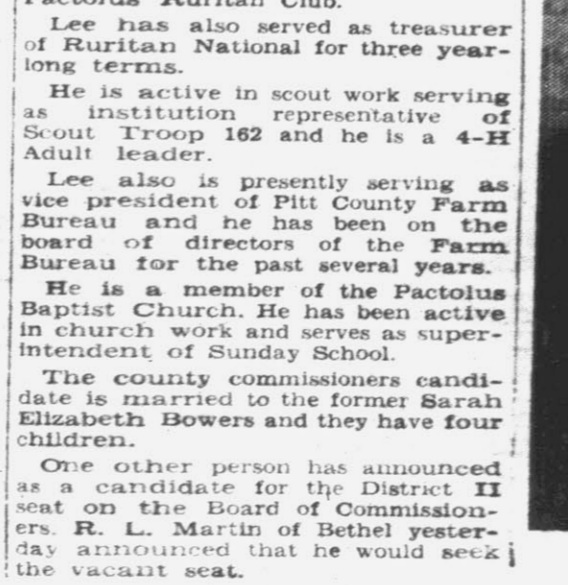 Pactolus Ruritan Club.
Lee has also served as treasurer
of Ruritan National for three year-
long terms.
He is active in scout work serving
as institution representative of
Scout Troop 162 and he is a 4-H
Adult leader.
Lee also is presently serving as
vice president of Pitt County Farm
Bureau and he has been on the
board of directors of the Farm
Bureau for the past several years.
He is a member of the Pactolus
Baptist Church. He has been active
in church work and serves as super-
intendent of Sunday School.
The county commissioners candi-
date is married to the former Sarah
Elizabeth Bowers and they have four
children.
One other person has announced
as a candidate for the District II
seat on the Board of Commission-
ers. R. L. Martin of Bethel yester-
day announced that he would seek
the vacant seat.